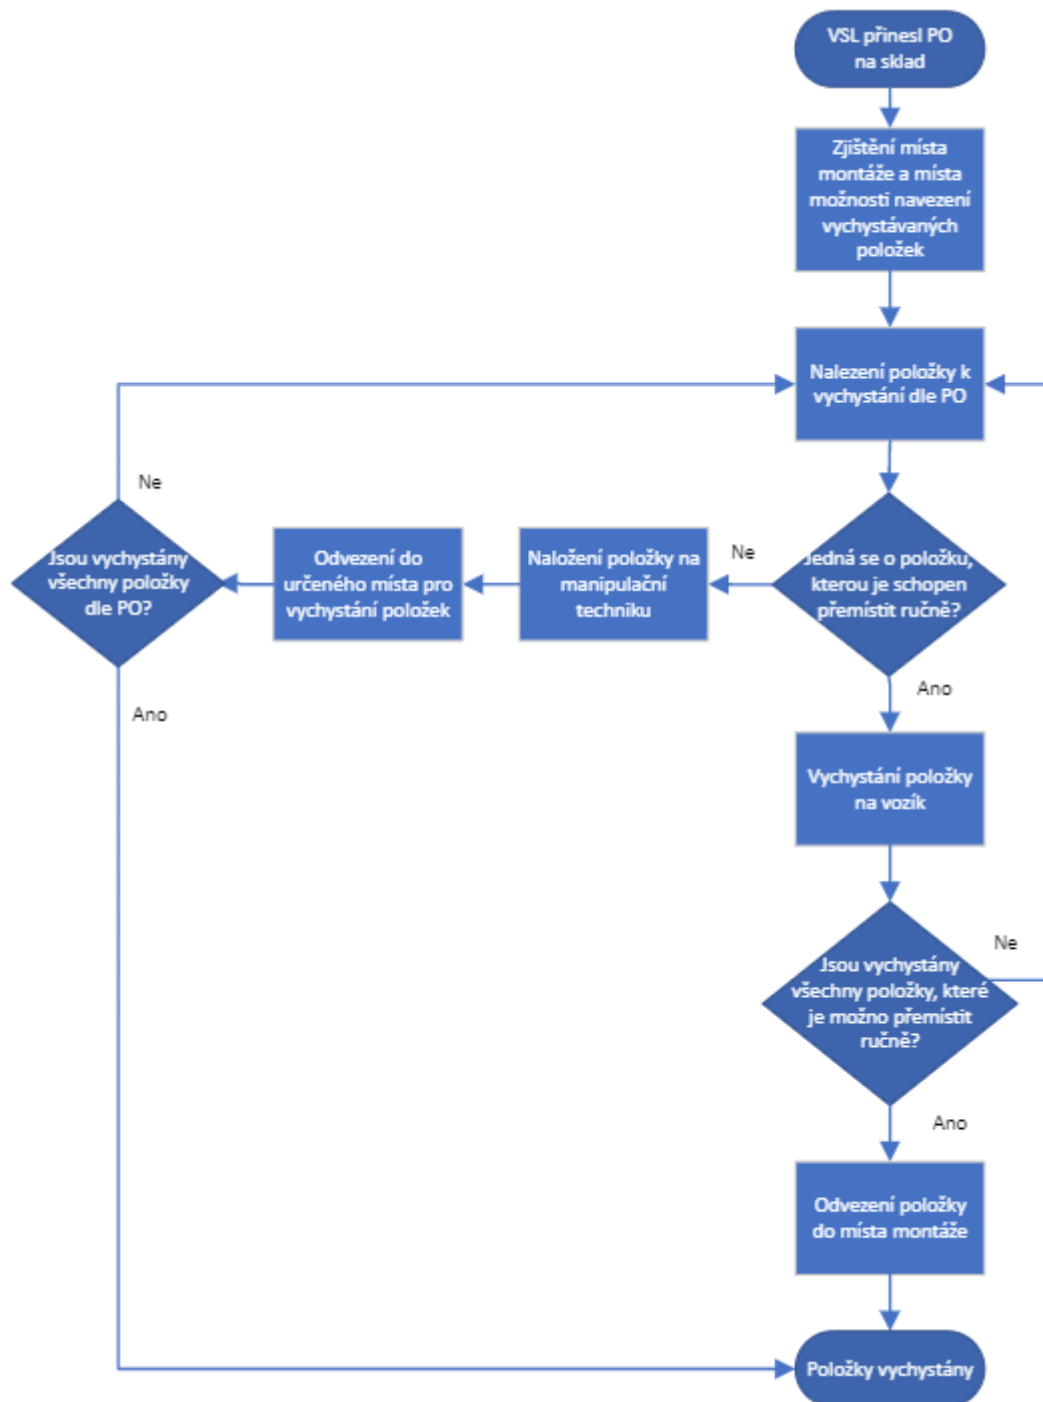 VSL přinesl PO
na sklad
Zjištění místa
montáže a místa
možnosti navezení
vychystávaných
položek
Nalezení položky k
vychystání dle PO
Ne
Jsou vychystány
všechny položky
dle PO?
Odvezení do
určeného místa pro
vychystání položek
Naložení položky na
manipulační
techniku
Ne
Jedná se o položku,
kterou je schopen
přemístit ručně?
Ano
Ano
Vychystání položky
na vozík
Jsou vychystány
všechny položky, které
je možno přemístit
ručně?
Ne
Ano
Odvezení položky
do místa montáže
Položky vychystány